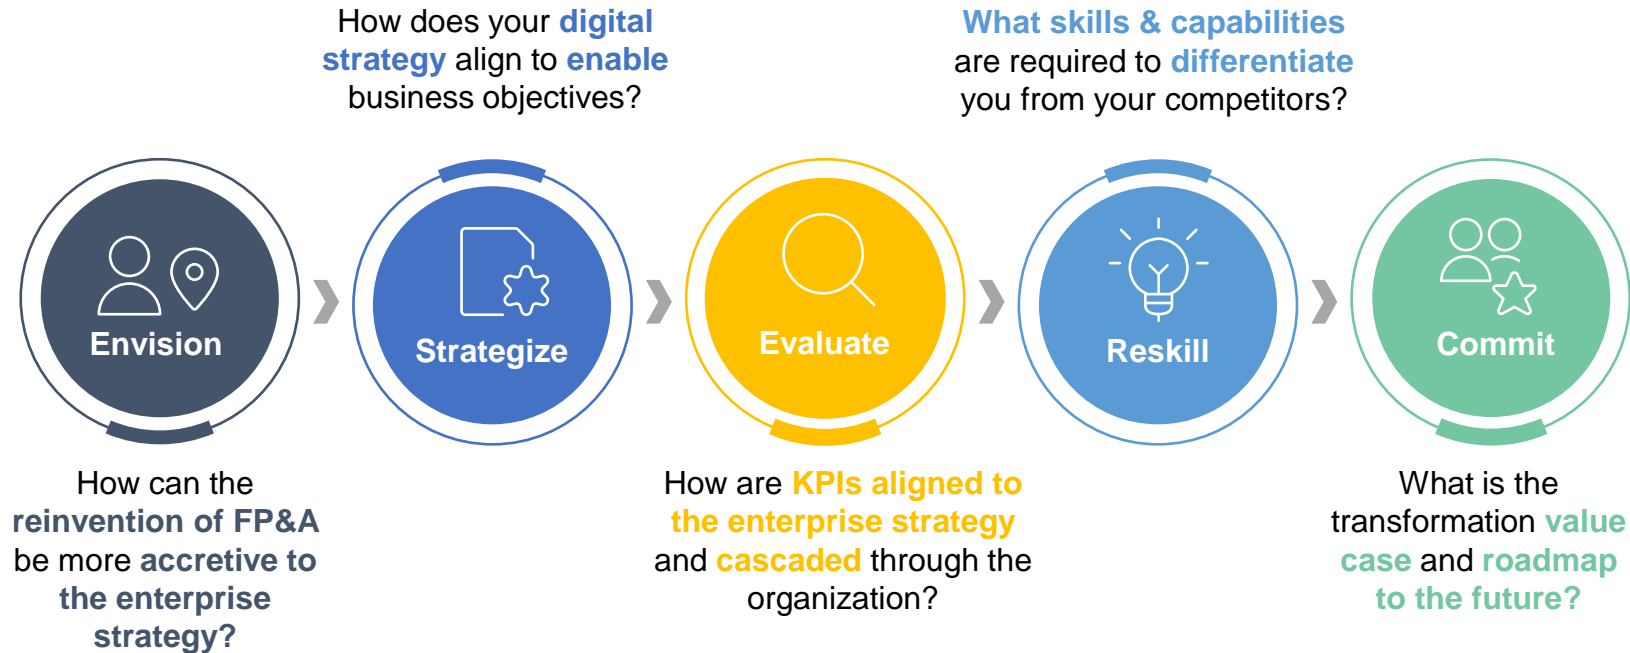 How does your digital
strategy align to enable
business objectives?
What skills & capabilities
are required to differentiate
you from your competitors?
Envision
Strategize
Evaluate
Reskill
Commit
How can the
reinvention of FP&A
be more accretive to
the enterprise
strategy?
How are KPIs aligned to
the enterprise strategy
and cascaded through the
organization?
What is the
transformation value
case and roadmap
to the future?